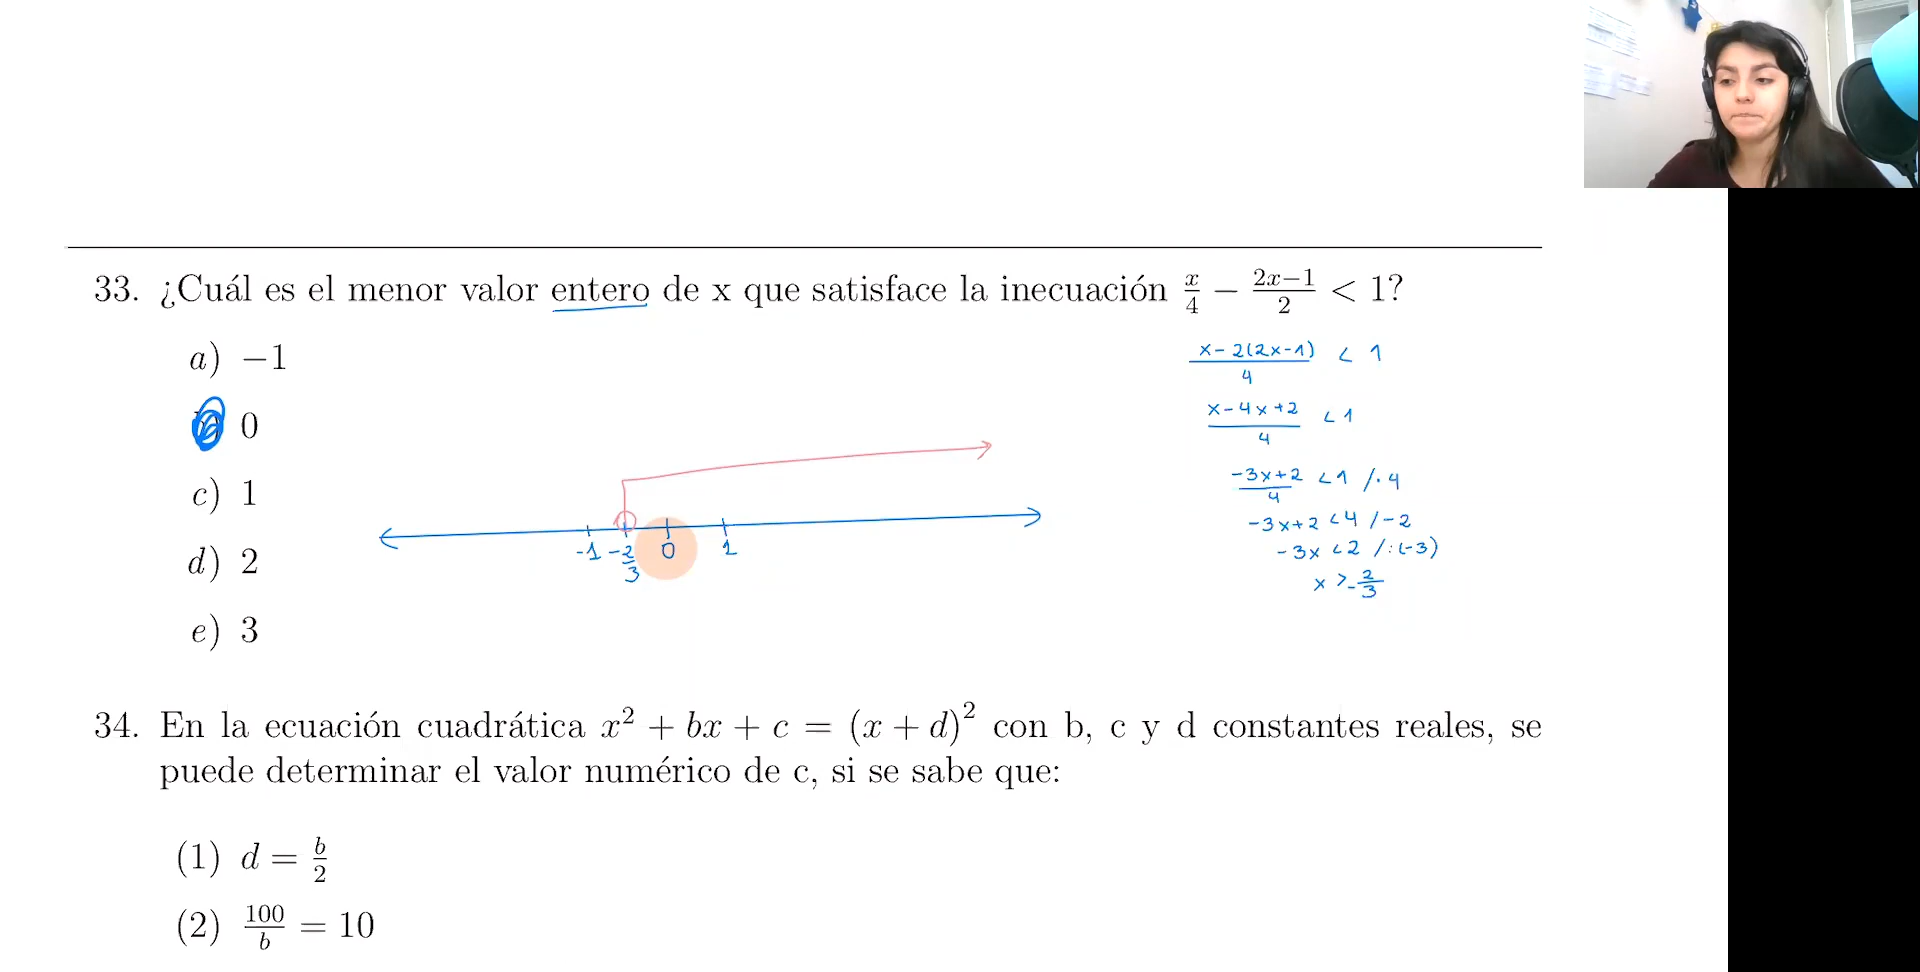 33. ¿Cuál es el menor valor entero de x que satisface la inecuación x/4 − (2x−1)/2 < 1?
a) −1
0
c) 1
d) 2
e) 3
(x-2(2x-1))/4 < 1
(x-4x+2)/4 < 1
(-3x+2)/4 < 1 /·4
-3x+2 < 4 /-2
-3x < 2 /:(-3)
x > -2/3
-1 -2/3 0 1
34. En la ecuación cuadrática x² + bx + c = (x + d)² con b, c y d constantes reales, se
puede determinar el valor numérico de c, si se sabe que:
(1) d = b/2
(2) 100/b = 10